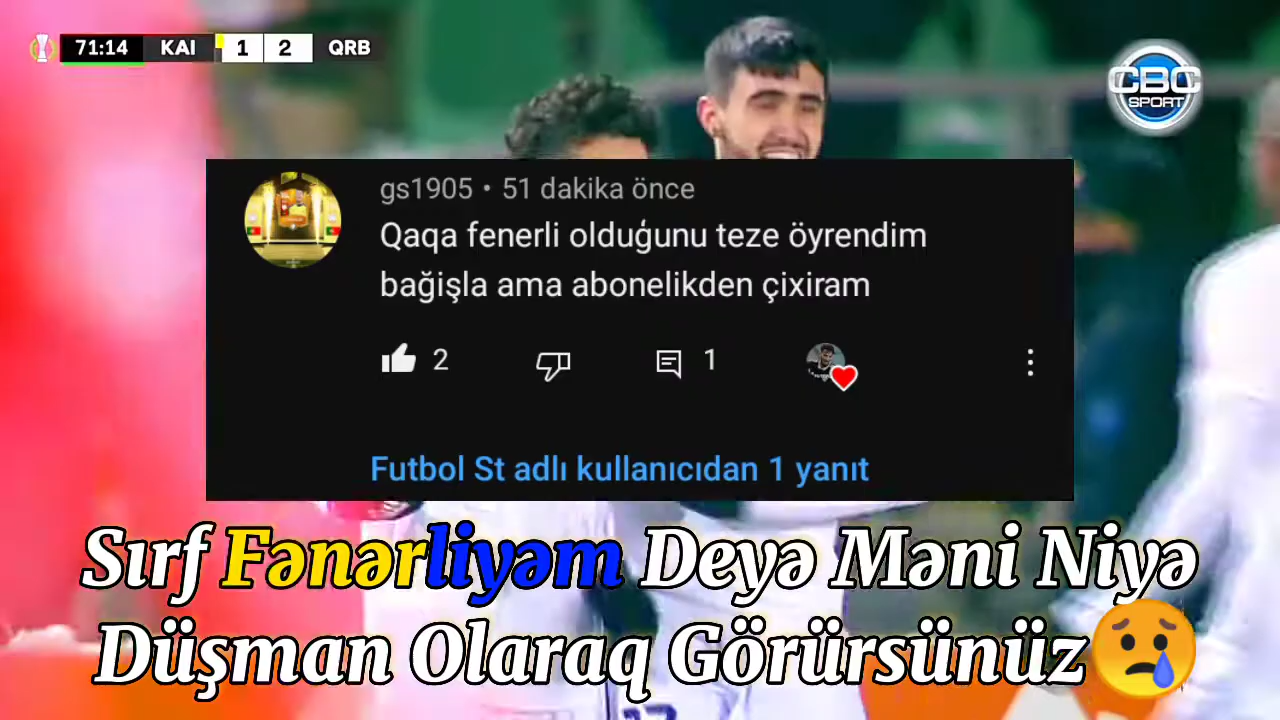 71:14 KAI 1 2 QRB
CBC
SPORT
gs1905 • 51 dakika önce
Qaqa fenerli olduģunu teze öyrendim
bağişla ama abonelikden çixiram
2
1
Futbol St adlı kullanıcıdan 1 yanıt
Sırf Fənərliyəm Deyə Məni Niyə
Düşman Olaraq Görürsünüz😢